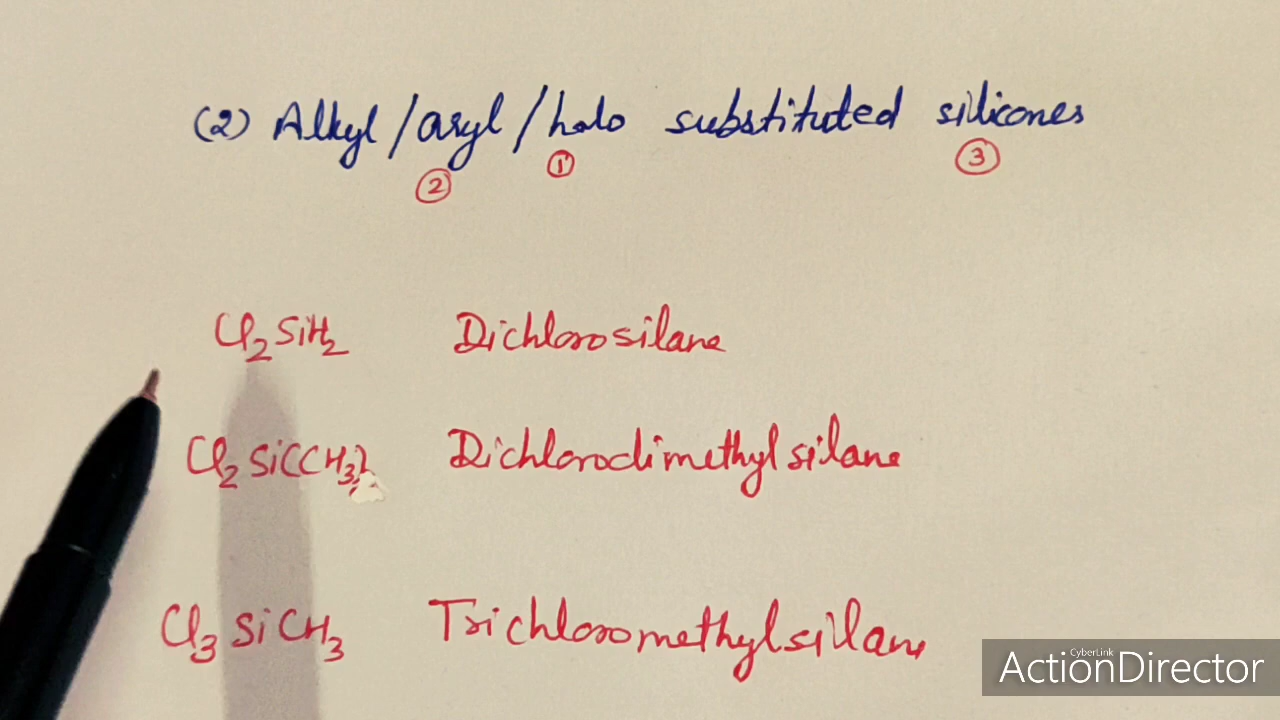 (2) Alkyl/aryl/halo substituted silicones
② ① ③
Cl2SiH2 Dichlorosilane
Cl2Si(CH3)2 Dichlorodimethylsilane
Cl3SiCH3 Trichloromethylsilane
CyberLink
ActionDirector